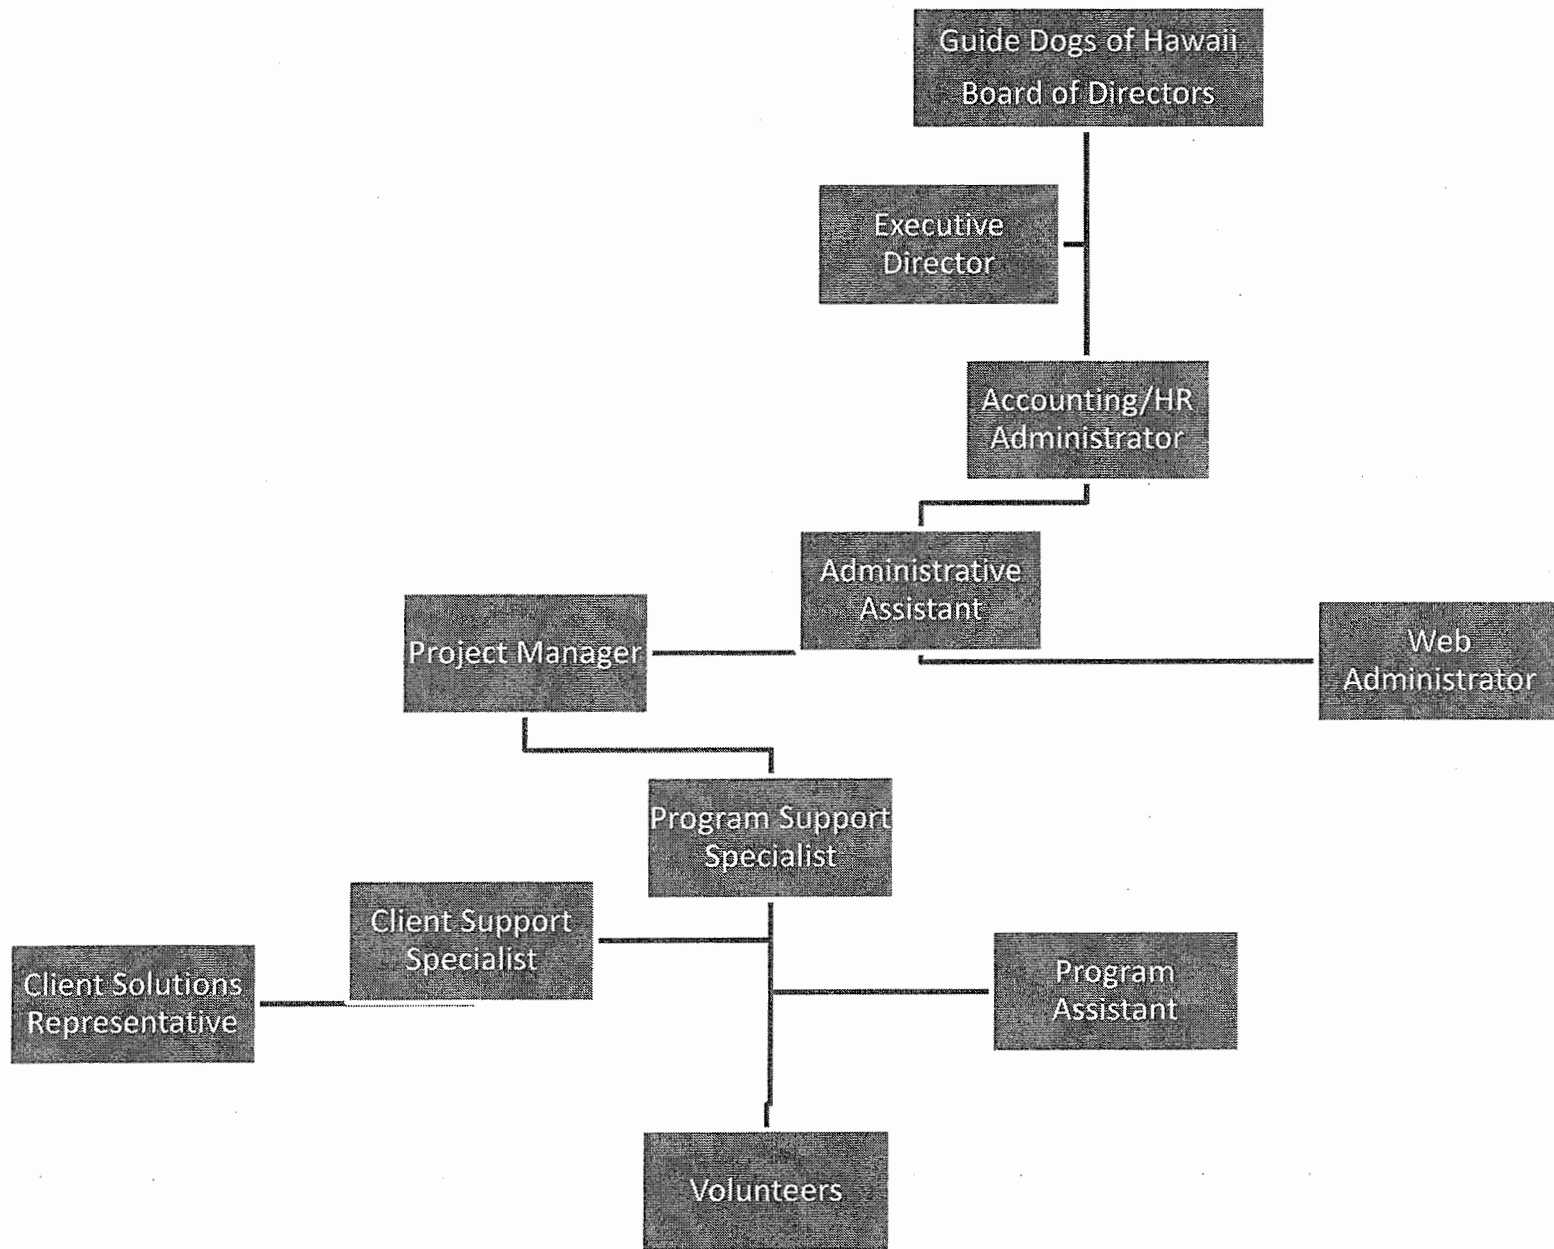 Guide Dogs of Hawaii
Board of Directors
Executive
Director
Accounting/HR
Administrator
Administrative
Assistant
Project Manager
Web
Administrator
Program Support
Specialist
Client Support
Specialist
Client Solutions
Representative
Program
Assistant
Volunteers